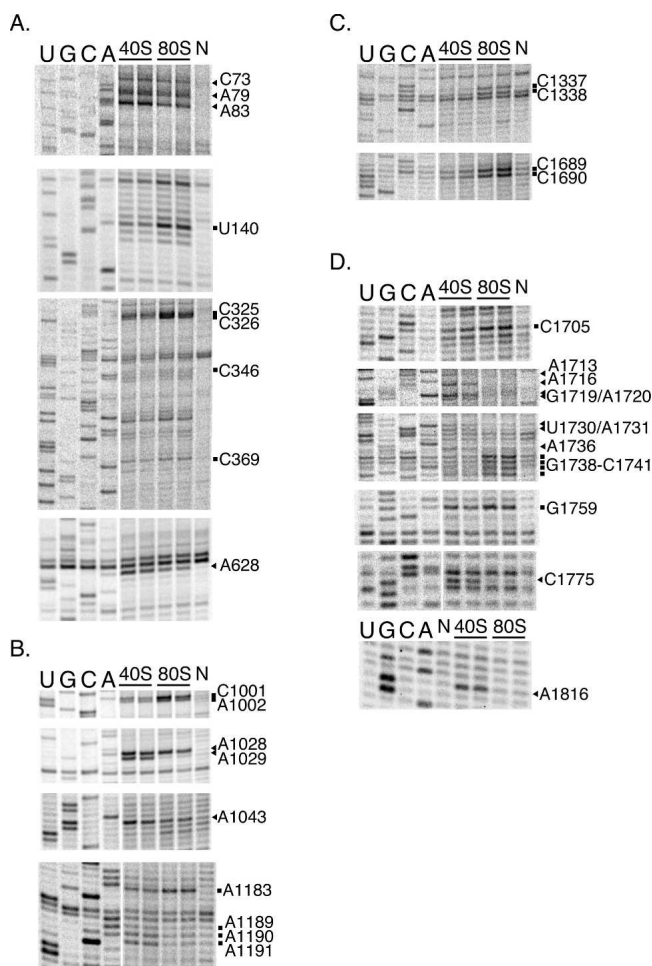 A.
U G C A 40S 80S N
C73
A79
A83
U140
C325
C326
C346
C369
A628
B.
U G C A 40S 80S N
C1001
A1002
A1028
A1029
A1043
A1183
A1189
A1190
A1191
C.
U G C A 40S 80S N
C1337
C1338
C1689
C1690
D.
U G C A 40S 80S N
C1705
A1713
A1716
G1719/A1720
U1730/A1731
A1736
G1738-C1741
G1759
C1775
U G C A N 40S 80S
A1816